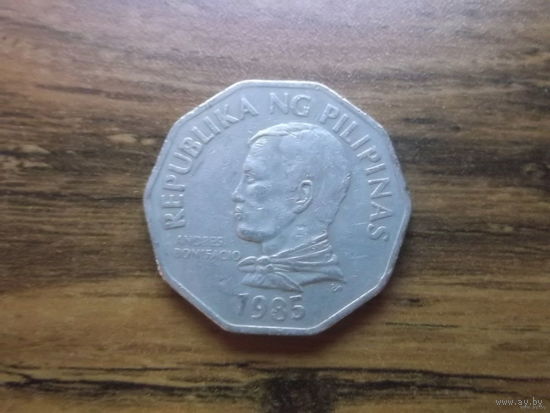 REPUBLIKA NG PILIPINAS
ANDRES
BONIFACIO
1985
www.ay.by